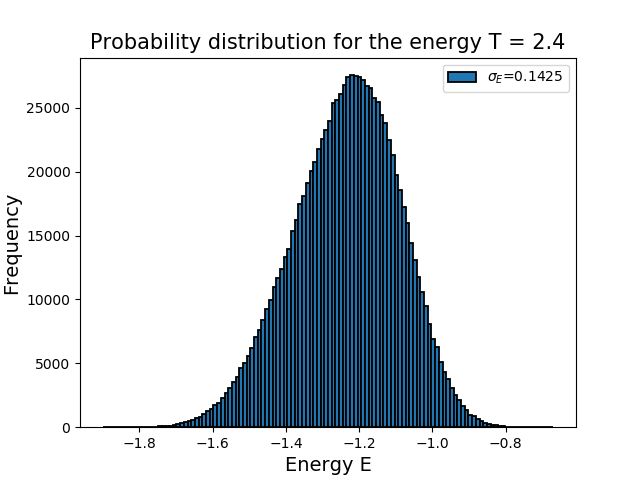 Probability distribution for the energy T = 2.4
σ_E=0.1425
Frequency
25000
20000
15000
10000
5000
0
−1.8 −1.6 −1.4 −1.2 −1.0 −0.8
Energy E